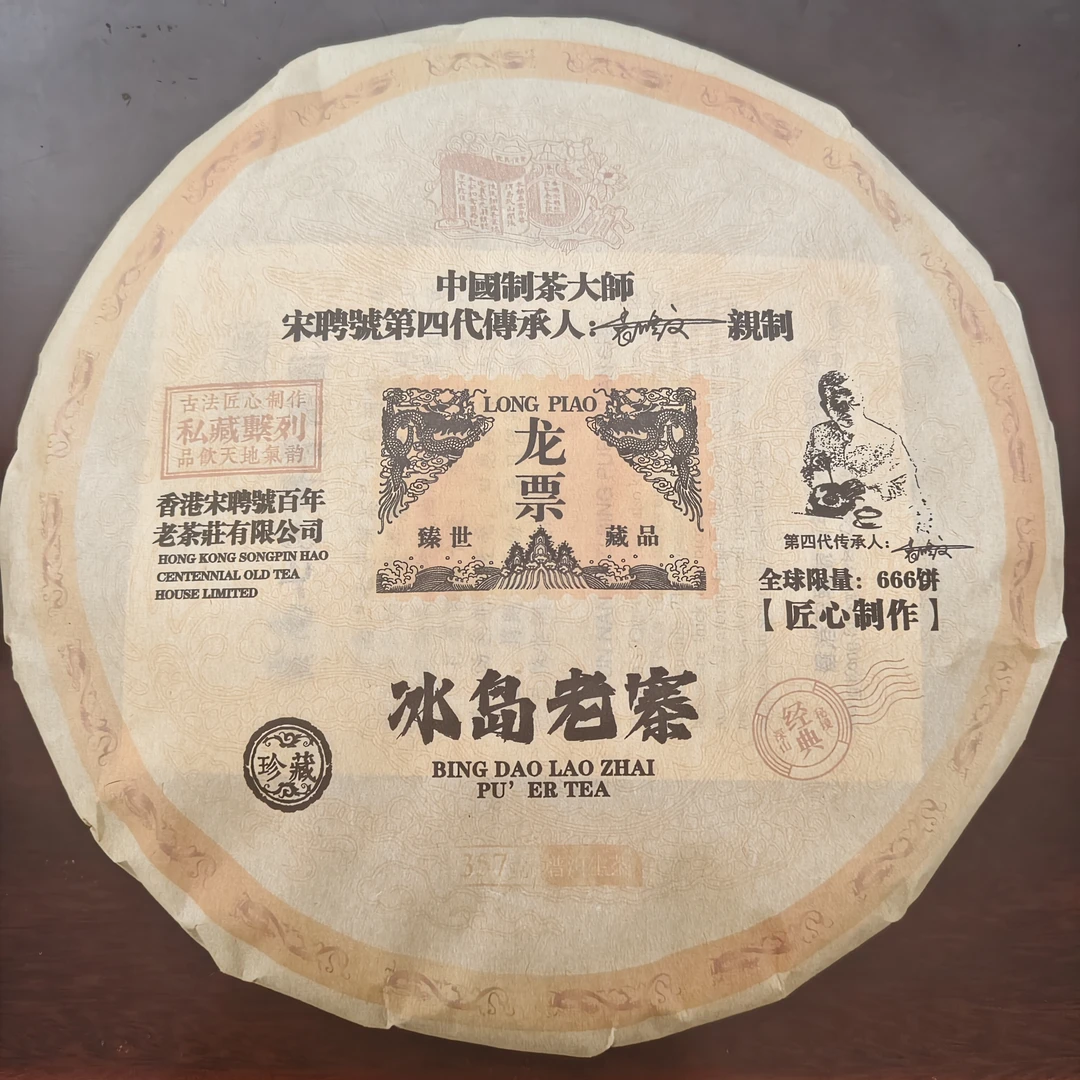 中國制茶大師
宋聘號第四代傳承人：
親制
古法匠心制作
私藏繫列
品飲天地氣韵
香港宋聘號百年
老茶莊有限公司
HONG KONG SONGPIN HAO
CENTENNIAL OLD TEA
HOUSE LIMITED
LONG PIAO
龙票
臻世
藏品
第四代传承人：
全球限量：666饼
【匠心制作】
冰岛老寨
BING DAO LAO ZHAI
PU’ER TEA
珍藏
经典
357